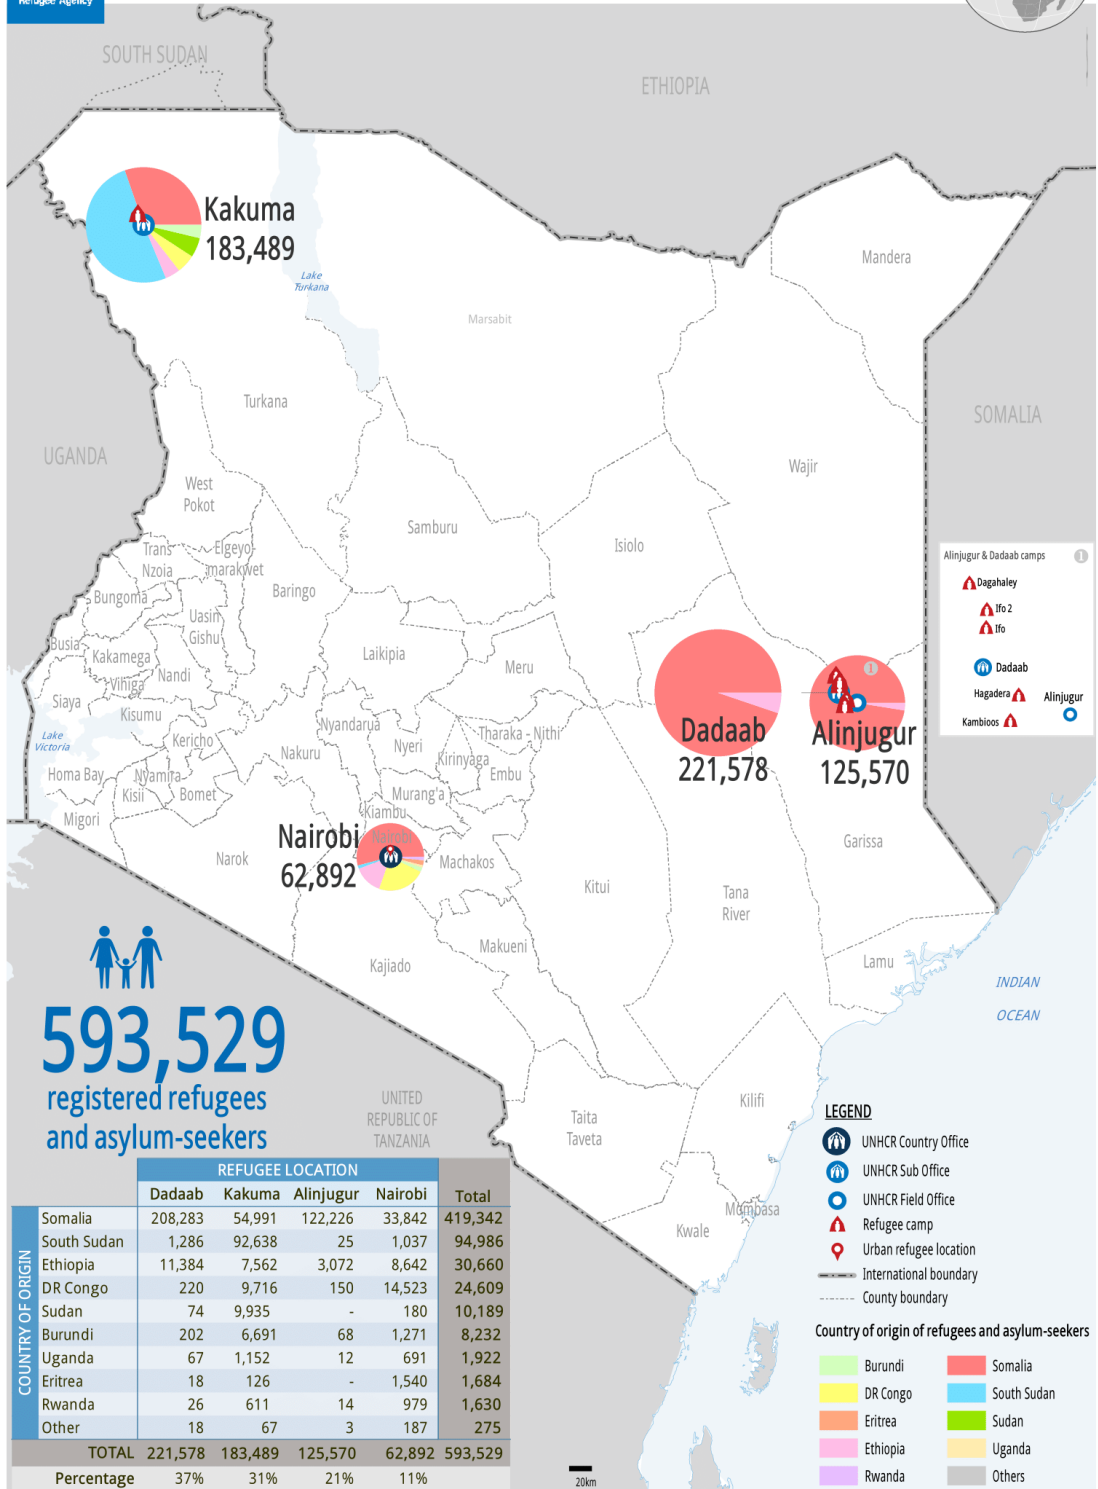 Refugee Agency
SOUTH SUDAN
ETHIOPIA
Kakuma
183,489
Mandera
Lake
Turkana
Marsabit
Turkana
SOMALIA
UGANDA
Wajir
West
Pokot
Samburu
Isiolo
Trans
Nzoia
Elgeyo-
marakwet
Alinjugur & Dadaab camps 1
Dagahaley
Ifo 2
Ifo
Dadaab
Hagadera
Alinjugur
Kambioos
Baringo
Bungoma
Uasin
Gishu
Busia
Kakamega
Laikipia
Meru
Nandi
Vihiga
1
Siaya
Kisumu
Nyandarua
Tharaka - Nithi
Dadaab
221,578
Alinjugur
125,570
Lake
Victoria
Kericho
Nakuru
Nyeri
Kirinyaga
Embu
Homa Bay
Nyamira
Kisii
Bomet
Murang'a
Migori
Kiambu
Nairobi
62,892
Nairobi
Narok
Machakos
Garissa
Kitui
Tana
River
Makueni
Kajiado
Lamu
INDIAN
OCEAN
593,529
registered refugees
and asylum-seekers
UNITED
REPUBLIC OF
TANZANIA
Taita
Taveta
Kilifi
Mombasa
Kwale
LEGEND
UNHCR Country Office
UNHCR Sub Office
UNHCR Field Office
Refugee camp
Urban refugee location
International boundary
County boundary
Country of origin of refugees and asylum-seekers
Burundi Somalia
DR Congo South Sudan
Eritrea Sudan
Ethiopia Uganda
Rwanda Others
REFUGEE LOCATION
Dadaab Kakuma Alinjugur Nairobi Total
COUNTRY OF ORIGIN
Somalia 208,283 54,991 122,226 33,842 419,342
South Sudan 1,286 92,638 25 1,037 94,986
Ethiopia 11,384 7,562 3,072 8,642 30,660
DR Congo 220 9,716 150 14,523 24,609
Sudan 74 9,935 - 180 10,189
Burundi 202 6,691 68 1,271 8,232
Uganda 67 1,152 12 691 1,922
Eritrea 18 126 - 1,540 1,684
Rwanda 26 611 14 979 1,630
Other 18 67 3 187 275
TOTAL 221,578 183,489 125,570 62,892 593,529
Percentage 37% 31% 21% 11%
20km